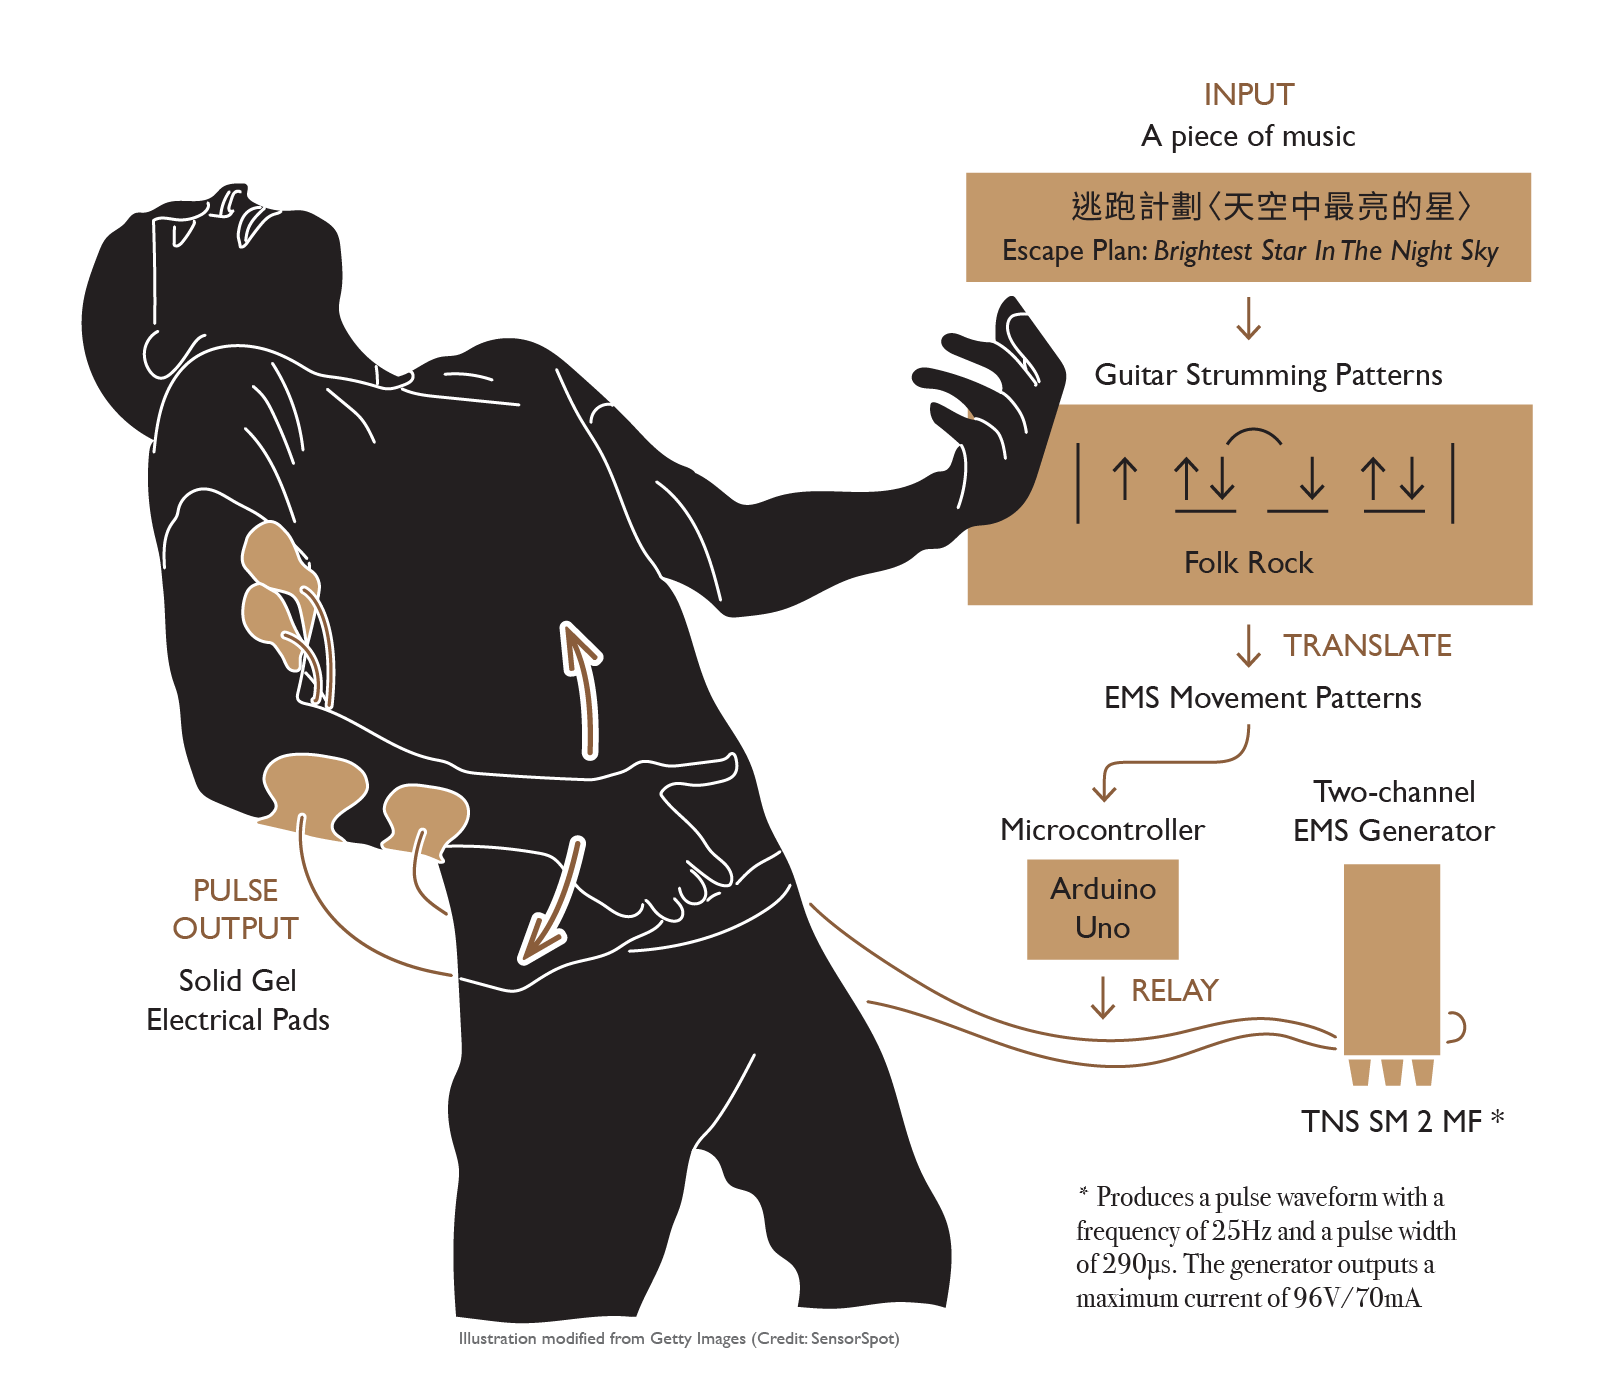 INPUT
A piece of music
逃跑計劃〈天空中最亮的星〉
Escape Plan: Brightest Star In The Night Sky
Guitar Strumming Patterns
Folk Rock
TRANSLATE
EMS Movement Patterns
Microcontroller
Arduino
Uno
RELAY
Two-channel
EMS Generator
TNS SM 2 MF *
* Produces a pulse waveform with a
frequency of 25Hz and a pulse width
of 290µs. The generator outputs a
maximum current of 96V/70mA
PULSE
OUTPUT
Solid Gel
Electrical Pads
Illustration modified from Getty Images (Credit: SensorSpot)